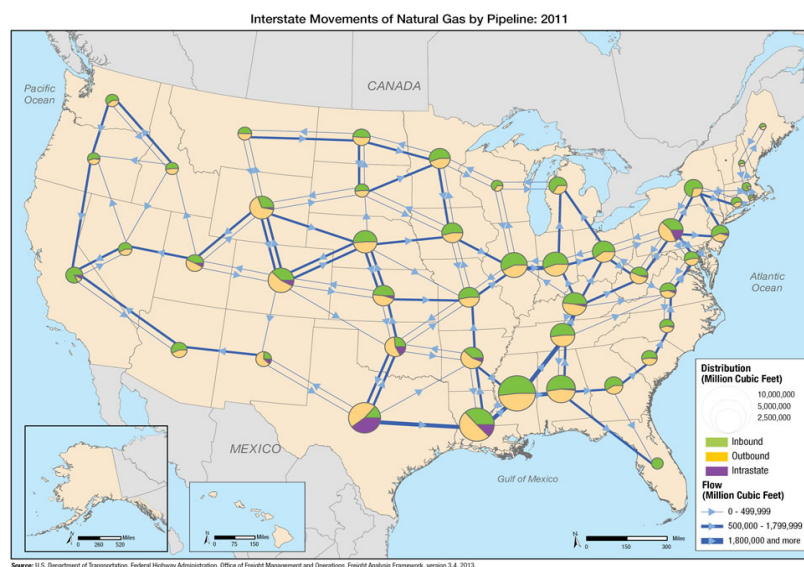 Interstate Movements of Natural Gas by Pipeline: 2011
Pacific
Ocean
CANADA
Atlantic
Ocean
MEXICO
Gulf of Mexico
Distribution
(Million Cubic Feet)
10,000,000
5,000,000
2,500,000
Inbound
Outbound
Intrastate
Flow
(Million Cubic Feet)
0 - 499,999
500,000 - 1,799,999
1,800,000 and more
N
Miles
0 260 520
N
Miles
0 75 150
N
Miles
0 150 300
Source: U.S. Department of Transportation, Federal Highway Administration, Office of Freight Management and Operations, Freight Analysis Framework, version 3.4, 2013.